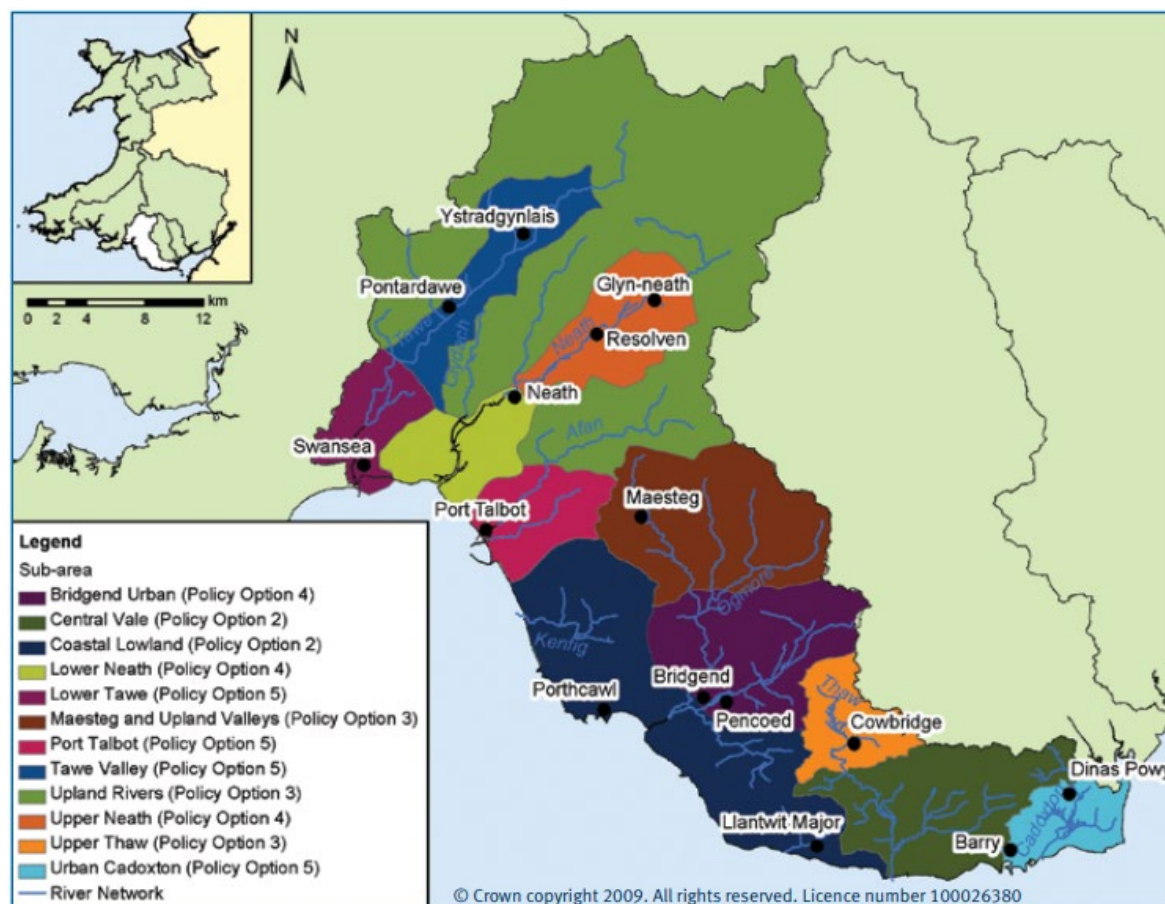 N
km
0 2 4 8 12
Ystradgynlais
Pontardawe
Glyn-neath
Tawe
Clydach
Neath
Resolven
Neath
Afan
Swansea
Maesteg
Port Talbot
Ogmore
Kenfig
Bridgend
Thaw
Porthcawl
Pencoed
Cowbridge
Dinas Powy
Llantwit Major
Barry
Cadoxton
Legend
Sub-area
Bridgend Urban (Policy Option 4)
Central Vale (Policy Option 2)
Coastal Lowland (Policy Option 2)
Lower Neath (Policy Option 4)
Lower Tawe (Policy Option 5)
Maesteg and Upland Valleys (Policy Option 3)
Port Talbot (Policy Option 5)
Tawe Valley (Policy Option 5)
Upland Rivers (Policy Option 3)
Upper Neath (Policy Option 4)
Upper Thaw (Policy Option 3)
Urban Cadoxton (Policy Option 5)
River Network
© Crown copyright 2009. All rights reserved. Licence number 100026380